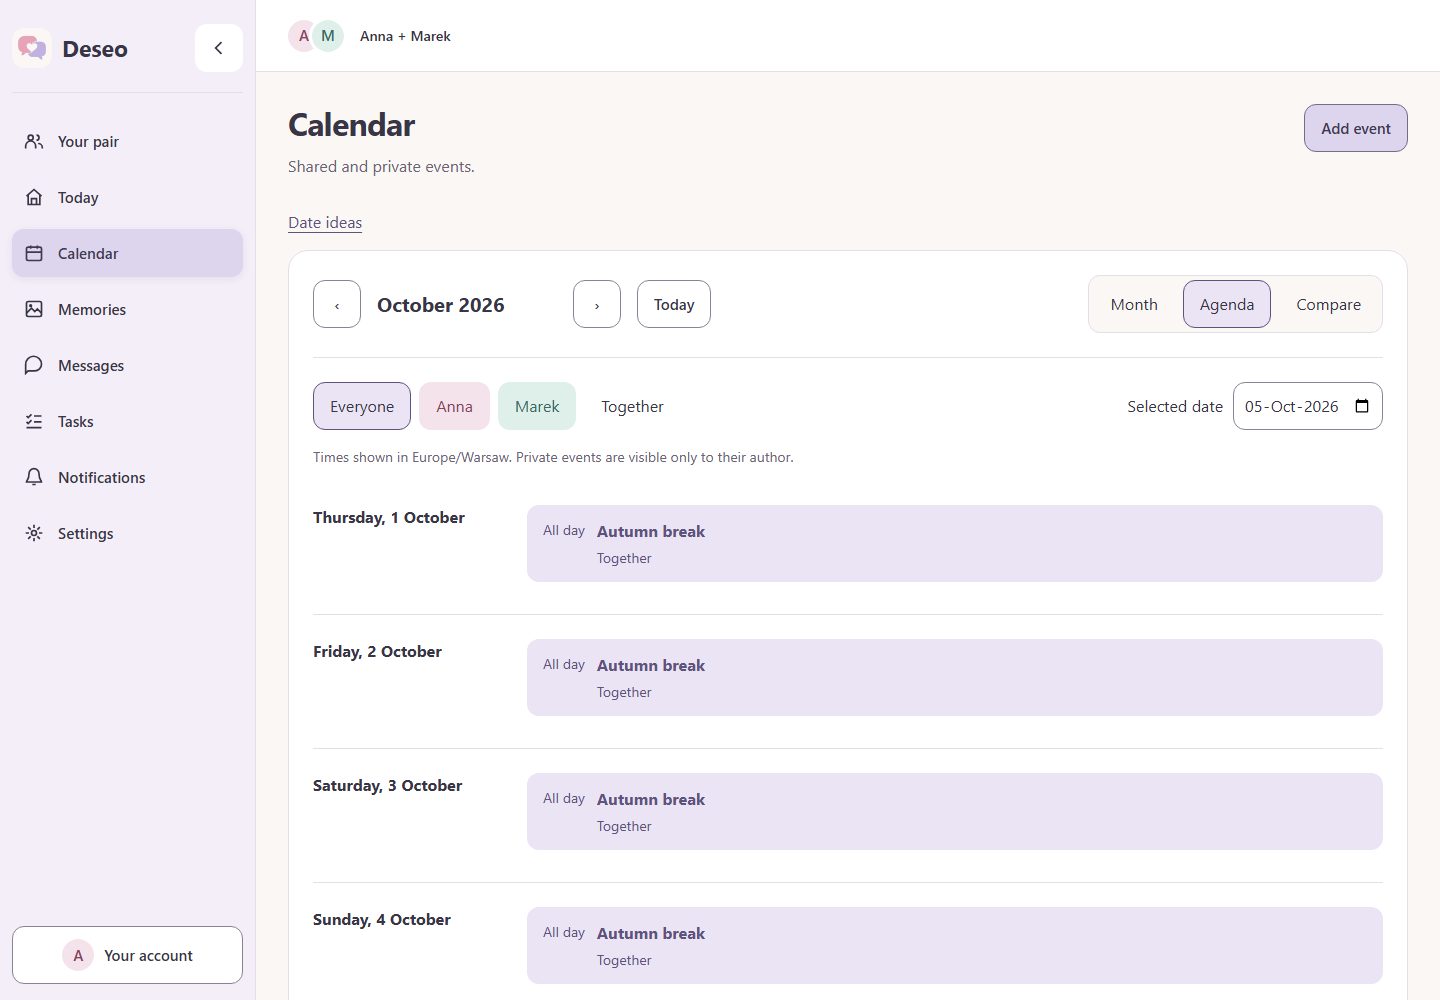 Deseo
A M Anna + Marek
Your pair
Today
Calendar
Memories
Messages
Tasks
Notifications
Settings
A Your account
Calendar
Add event
Shared and private events.
Date ideas
‹ October 2026 › Today Month Agenda Compare
Everyone Anna Marek Together Selected date 05-Oct-2026
Times shown in Europe/Warsaw. Private events are visible only to their author.
Thursday, 1 October
All day Autumn break
Together
Friday, 2 October
All day Autumn break
Together
Saturday, 3 October
All day Autumn break
Together
Sunday, 4 October
All day Autumn break
Together